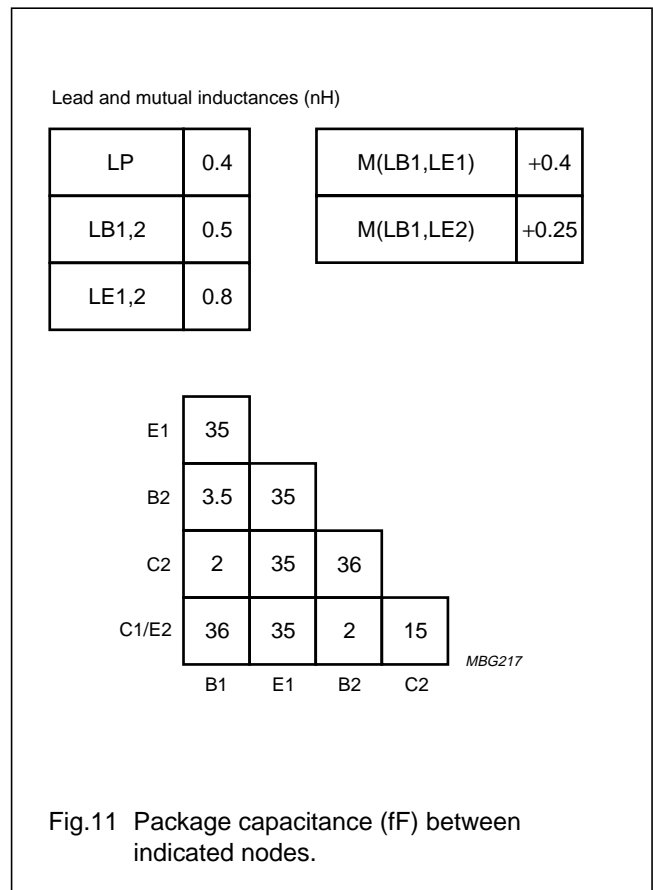 Lead and mutual inductances (nH)
LP 0.4
LB1,2 0.5
LE1,2 0.8
M(LB1,LE1) +0.4
M(LB1,LE2) +0.25
E1 35
B2 3.5 35
C2 2 35 36
C1/E2 36 35 2 15
B1 E1 B2 C2
MBG217
Fig.11 Package capacitance (fF) between
indicated nodes.